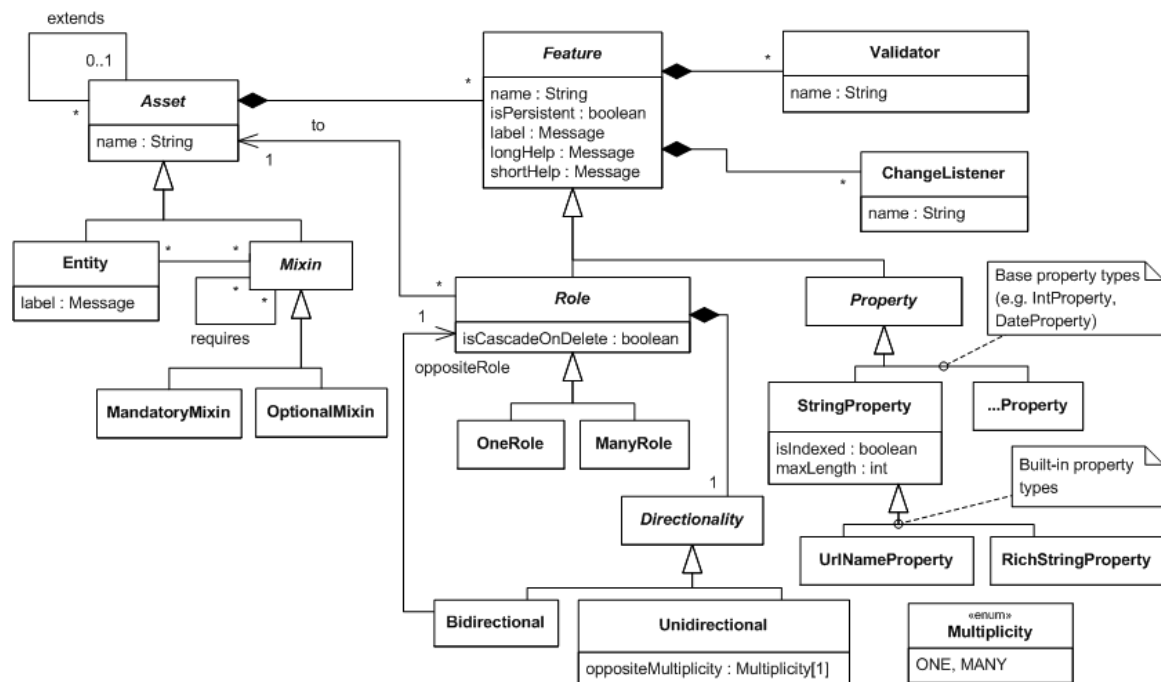 extends
0..1
*
Asset
name : String
*
to
1
Feature
name : String
isPersistent : boolean
label : Message
longHelp : Message
shortHelp : Message
*
Validator
name : String
*
ChangeListener
name : String
Entity
label : Message
*
*
Mixin
*
*
requires
MandatoryMixin
OptionalMixin
*
1
oppositeRole
Role
isCascadeOnDelete : boolean
OneRole
ManyRole
1
Directionality
Bidirectional
Unidirectional
oppositeMultiplicity : Multiplicity[1]
Property
Base property types
(e.g. IntProperty,
DateProperty)
StringProperty
isIndexed : boolean
maxLength : int
...Property
Built-in property
types
UrlNameProperty
RichStringProperty
«enum»
Multiplicity
ONE, MANY